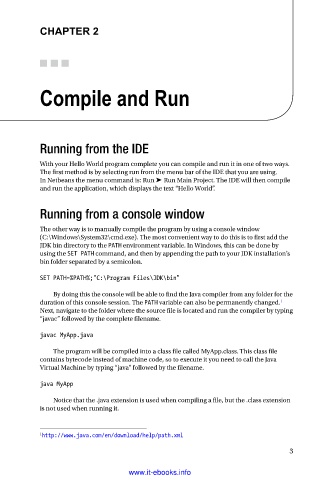 CHAPTER 2
Compile and Run
Running from the IDE
With your Hello World program complete you can compile and run it in one of two ways.
The first method is by selecting run from the menu bar of the IDE that you are using.
In Netbeans the menu command is: Run ➤ Run Main Project. The IDE will then compile
and run the application, which displays the text “Hello World”.
Running from a console window
The other way is to manually compile the program by using a console window
(C:\Windows\System32\cmd.exe). The most convenient way to do this is to first add the
JDK bin directory to the PATH environment variable. In Windows, this can be done by
using the SET PATH command, and then by appending the path to your JDK installation’s
bin folder separated by a semicolon.
SET PATH=%PATH%;"C:\Program Files\JDK\bin"
By doing this the console will be able to find the Java compiler from any folder for the
duration of this console session. The PATH variable can also be permanently changed.1
Next, navigate to the folder where the source file is located and run the compiler by typing
“javac” followed by the complete filename.
javac MyApp.java
The program will be compiled into a class file called MyApp.class. This class file
contains bytecode instead of machine code, so to execute it you need to call the Java
Virtual Machine by typing “java” followed by the filename.
java MyApp
Notice that the .java extension is used when compiling a file, but the .class extension
is not used when running it.
1http://www.java.com/en/download/help/path.xml
3
www.it-ebooks.info